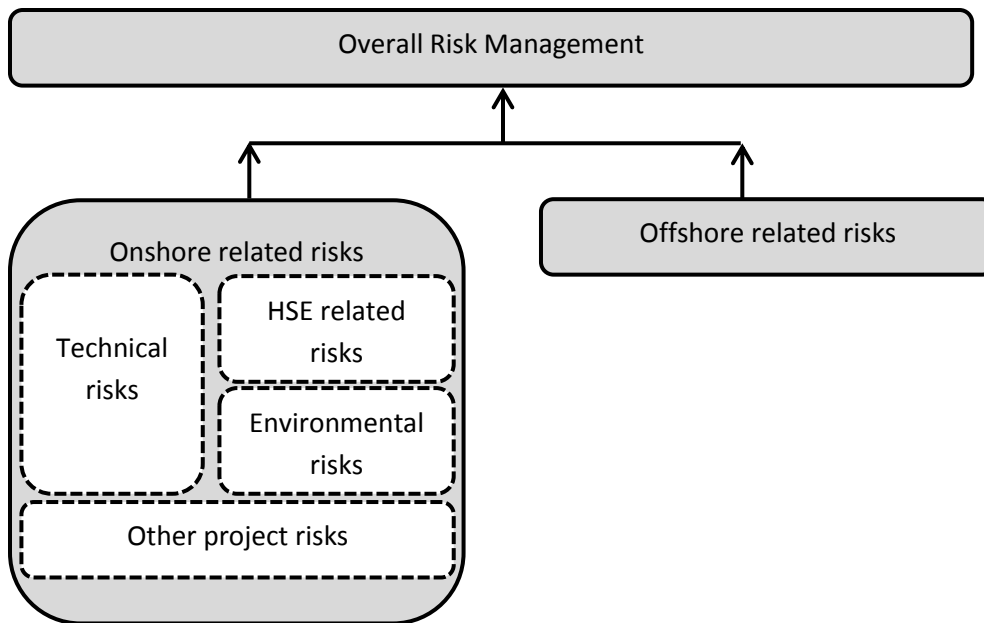 Overall Risk Management
Onshore related risks
Offshore related risks
Technical
risks
HSE related
risks
Environmental
risks
Other project risks